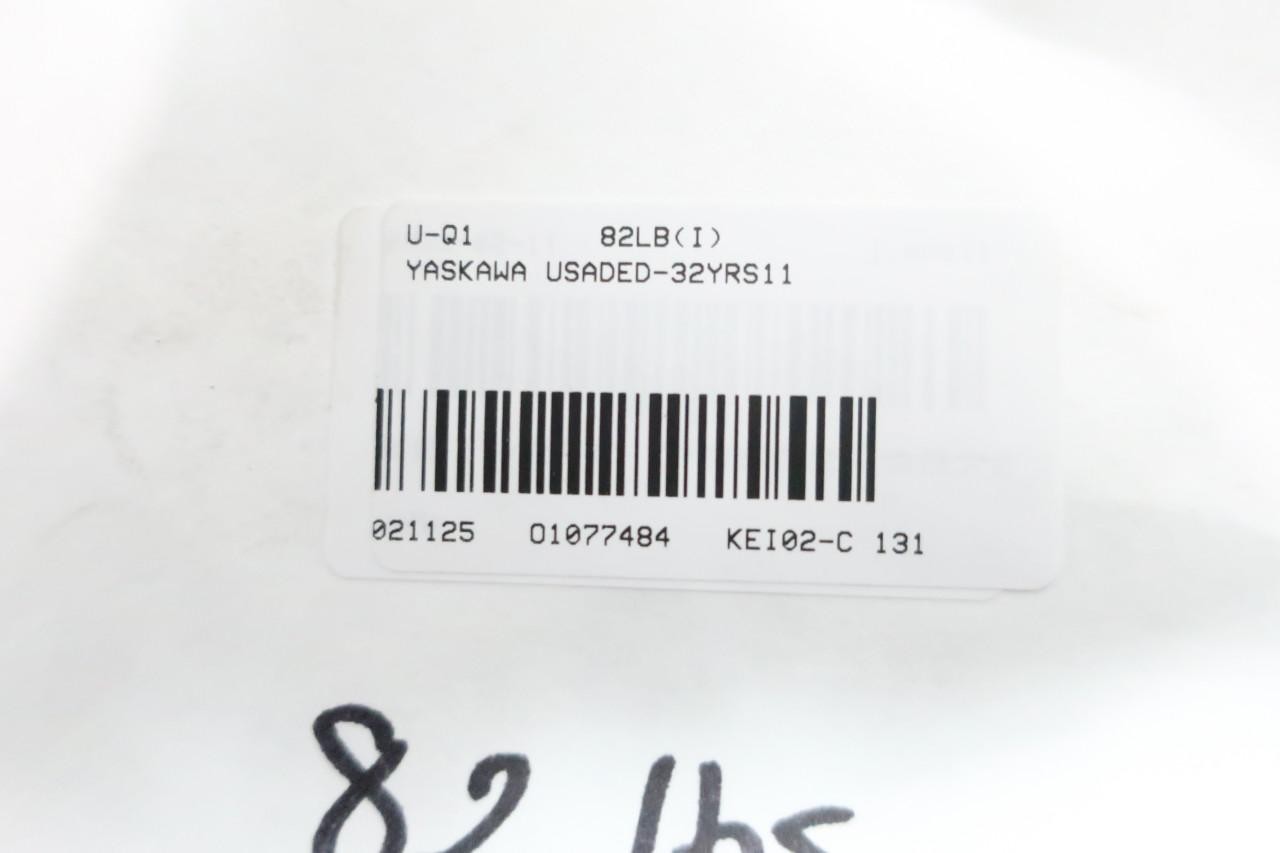 U-Q1 82LB(I)
YASKAWA USADED-32YRS11
021125 01077484 KEI02-C 131
82 lbs